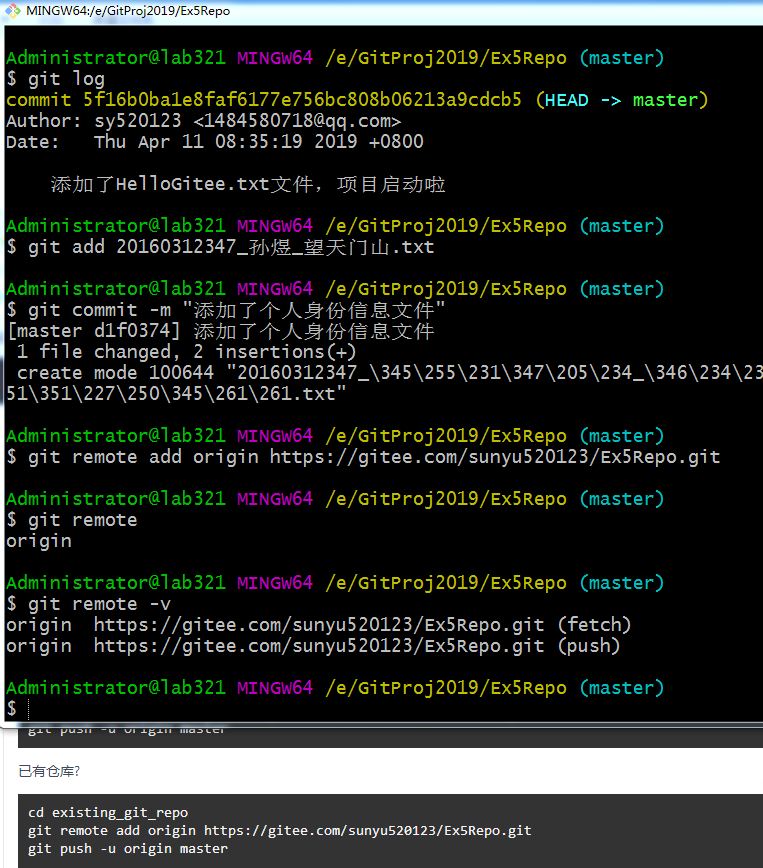 MINGW64:/e/GitProj2019/Ex5Repo
Administrator@lab321 MINGW64 /e/GitProj2019/Ex5Repo (master)
$ git log
commit 5f16b0ba1e8faf6177e756bc808b06213a9cdcb5 (HEAD -> master)
Author: sy520123 <1484580718@qq.com>
Date:   Thu Apr 11 08:35:19 2019 +0800
添加了HelloGitee.txt文件，项目启动啦
Administrator@lab321 MINGW64 /e/GitProj2019/Ex5Repo (master)
$ git add 20160312347_孙煜_望天门山.txt
Administrator@lab321 MINGW64 /e/GitProj2019/Ex5Repo (master)
$ git commit -m "添加了个人身份信息文件"
[master d1f0374] 添加了个人身份信息文件
1 file changed, 2 insertions(+)
create mode 100644 "20160312347_\345\255\231\347\205\234_\346\234\23
51\351\227\250\345\261\261.txt"
Administrator@lab321 MINGW64 /e/GitProj2019/Ex5Repo (master)
$ git remote add origin https://gitee.com/sunyu520123/Ex5Repo.git
Administrator@lab321 MINGW64 /e/GitProj2019/Ex5Repo (master)
$ git remote
origin
Administrator@lab321 MINGW64 /e/GitProj2019/Ex5Repo (master)
$ git remote -v
origin  https://gitee.com/sunyu520123/Ex5Repo.git (fetch)
origin  https://gitee.com/sunyu520123/Ex5Repo.git (push)
Administrator@lab321 MINGW64 /e/GitProj2019/Ex5Repo (master)
$
git push -u origin master
已有仓库?
cd existing_git_repo
git remote add origin https://gitee.com/sunyu520123/Ex5Repo.git
git push -u origin master